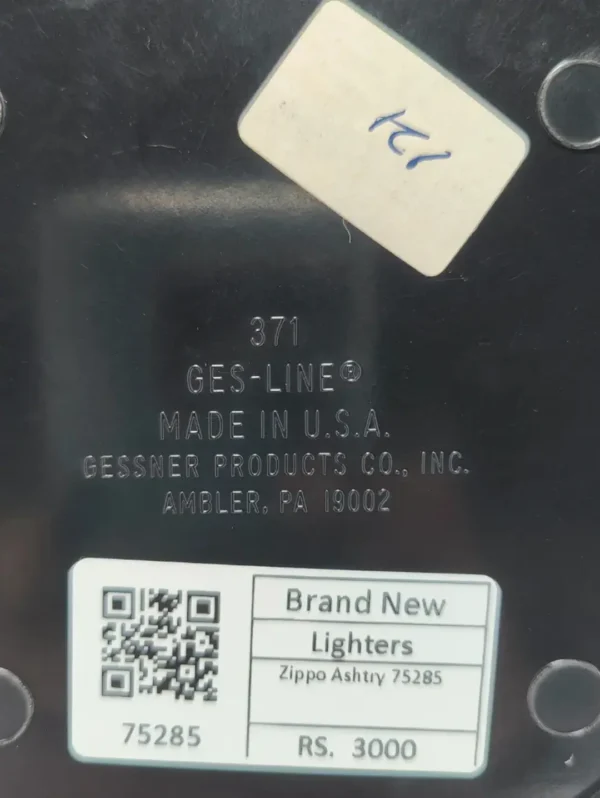 371
GES-LINE®
MADE IN U.S.A.
GESSNER PRODUCTS CO., INC.
AMBLER, PA 19002
Brand New
Lighters
Zippo Ashtry 75285
75285
RS. 3000